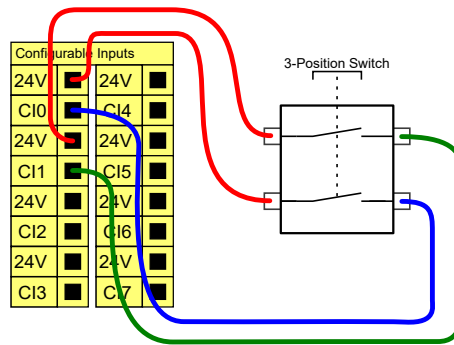 Configurable Inputs
3-Position Switch
24V 24V
CI0 CI4
24V 24V
CI1 CI5
24V 24V
CI2 CI6
24V 24V
CI3 CI7